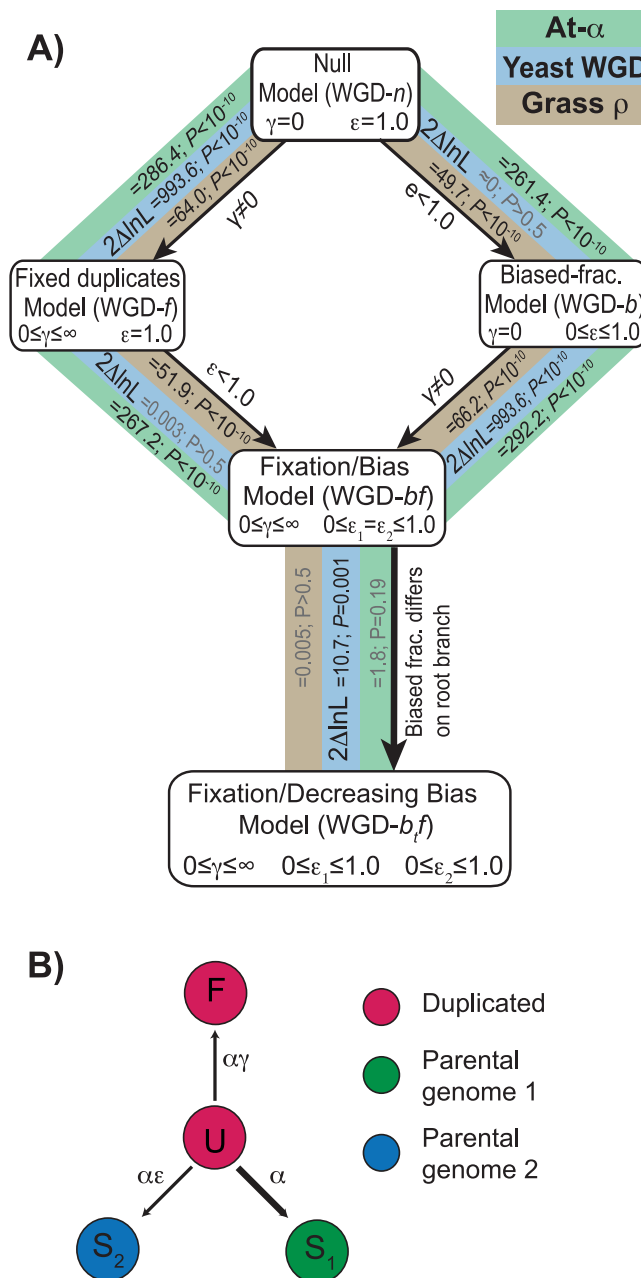 A)
At-α
Yeast WGD
Grass ρ
Null
Model (WGD-n)
γ=0 ε=1.0
=286.4; P<10⁻¹⁰
2ΔlnL =993.6; P<10⁻¹⁰
=64.0; P<10⁻¹⁰
γ≠0
=261.4; P<10⁻¹⁰
2ΔlnL ≈0; P>0.5
=49.7; P<10⁻¹⁰
e<1.0
Fixed duplicates
Model (WGD-f)
0≤γ≤∞ ε=1.0
Biased-frac.
Model (WGD-b)
γ=0 0≤ε≤1.0
ε<1.0
=51.9; P<10⁻¹⁰
2ΔlnL =0.003; P>0.5
=267.2; P<10⁻¹⁰
γ≠0
=66.2; P<10⁻¹⁰
2ΔlnL =993.6; P<10⁻¹⁰
=292.2; P<10⁻¹⁰
Fixation/Bias
Model (WGD-bf)
0≤γ≤∞ 0≤ε₁=ε₂≤1.0
=0.005; P>0.5
2ΔlnL =10.7; P=0.001
=1.8; P=0.19
Biased frac. differs
on root branch
Fixation/Decreasing Bias
Model (WGD-bₜf)
0≤γ≤∞ 0≤ε₁≤1.0 0≤ε₂≤1.0
B)
F
αγ
U
αε
α
S₂
S₁
Duplicated
Parental
genome 1
Parental
genome 2